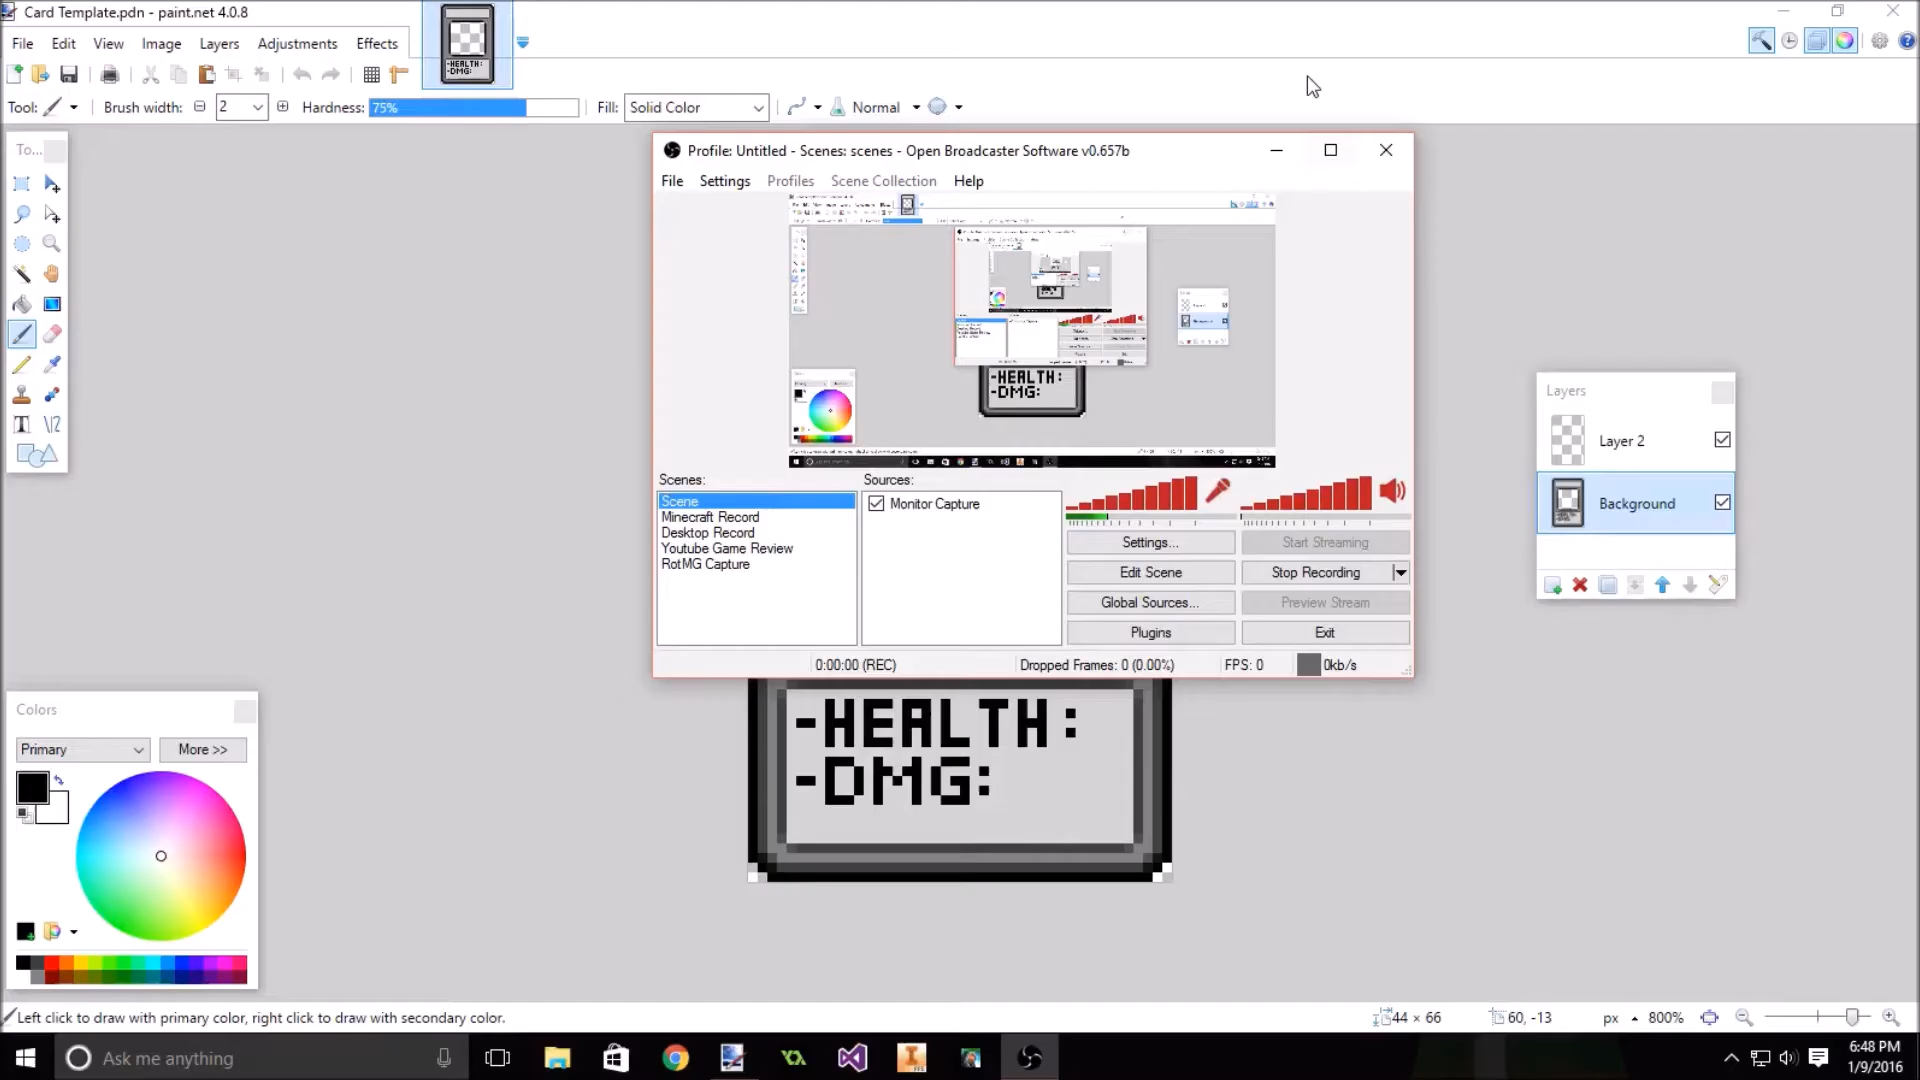 Card Template.pdn - paint.net 4.0.8
File Edit View Image Layers Adjustments Effects
-HEALTH:
-DMG:
Tool: Brush width: 2 Hardness: 75% Fill: Solid Color Normal
To...
Profile: Untitled - Scenes: scenes - Open Broadcaster Software v0.657b
File Settings Profiles Scene Collection Help
-HEALTH:
-DMG:
Scenes:
Scene
Minecraft Record
Desktop Record
Youtube Game Review
RotMG Capture
Sources:
Monitor Capture
Settings... Start Streaming
Edit Scene Stop Recording
Global Sources... Preview Stream
Plugins Exit
0:00:00 (REC) Dropped Frames: 0 (0.00%) FPS: 0 0kb/s
Layers
Layer 2
Background
-HEALTH:
-DMG:
Colors
Primary More >>
Left click to draw with primary color, right click to draw with secondary color.
44 × 66 60, -13 px 800%
Ask me anything
6:48 PM
1/9/2016